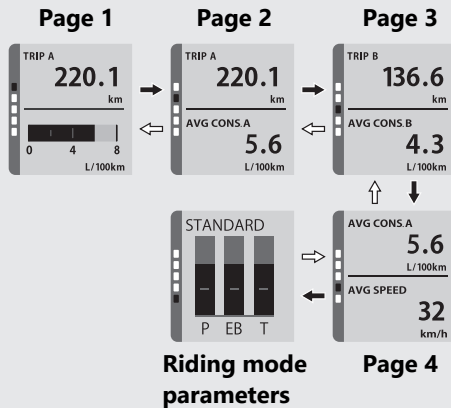 Page 1
Page 2
Page 3
TRIP A
220.1
km
0 4 8
L/100km
TRIP A
220.1
km
AVG CONS.A
5.6
L/100km
TRIP B
136.6
km
AVG CONS.B
4.3
L/100km
STANDARD
P EB T
AVG CONS.A
5.6
L/100km
AVG SPEED
32
km/h
Riding mode
parameters
Page 4